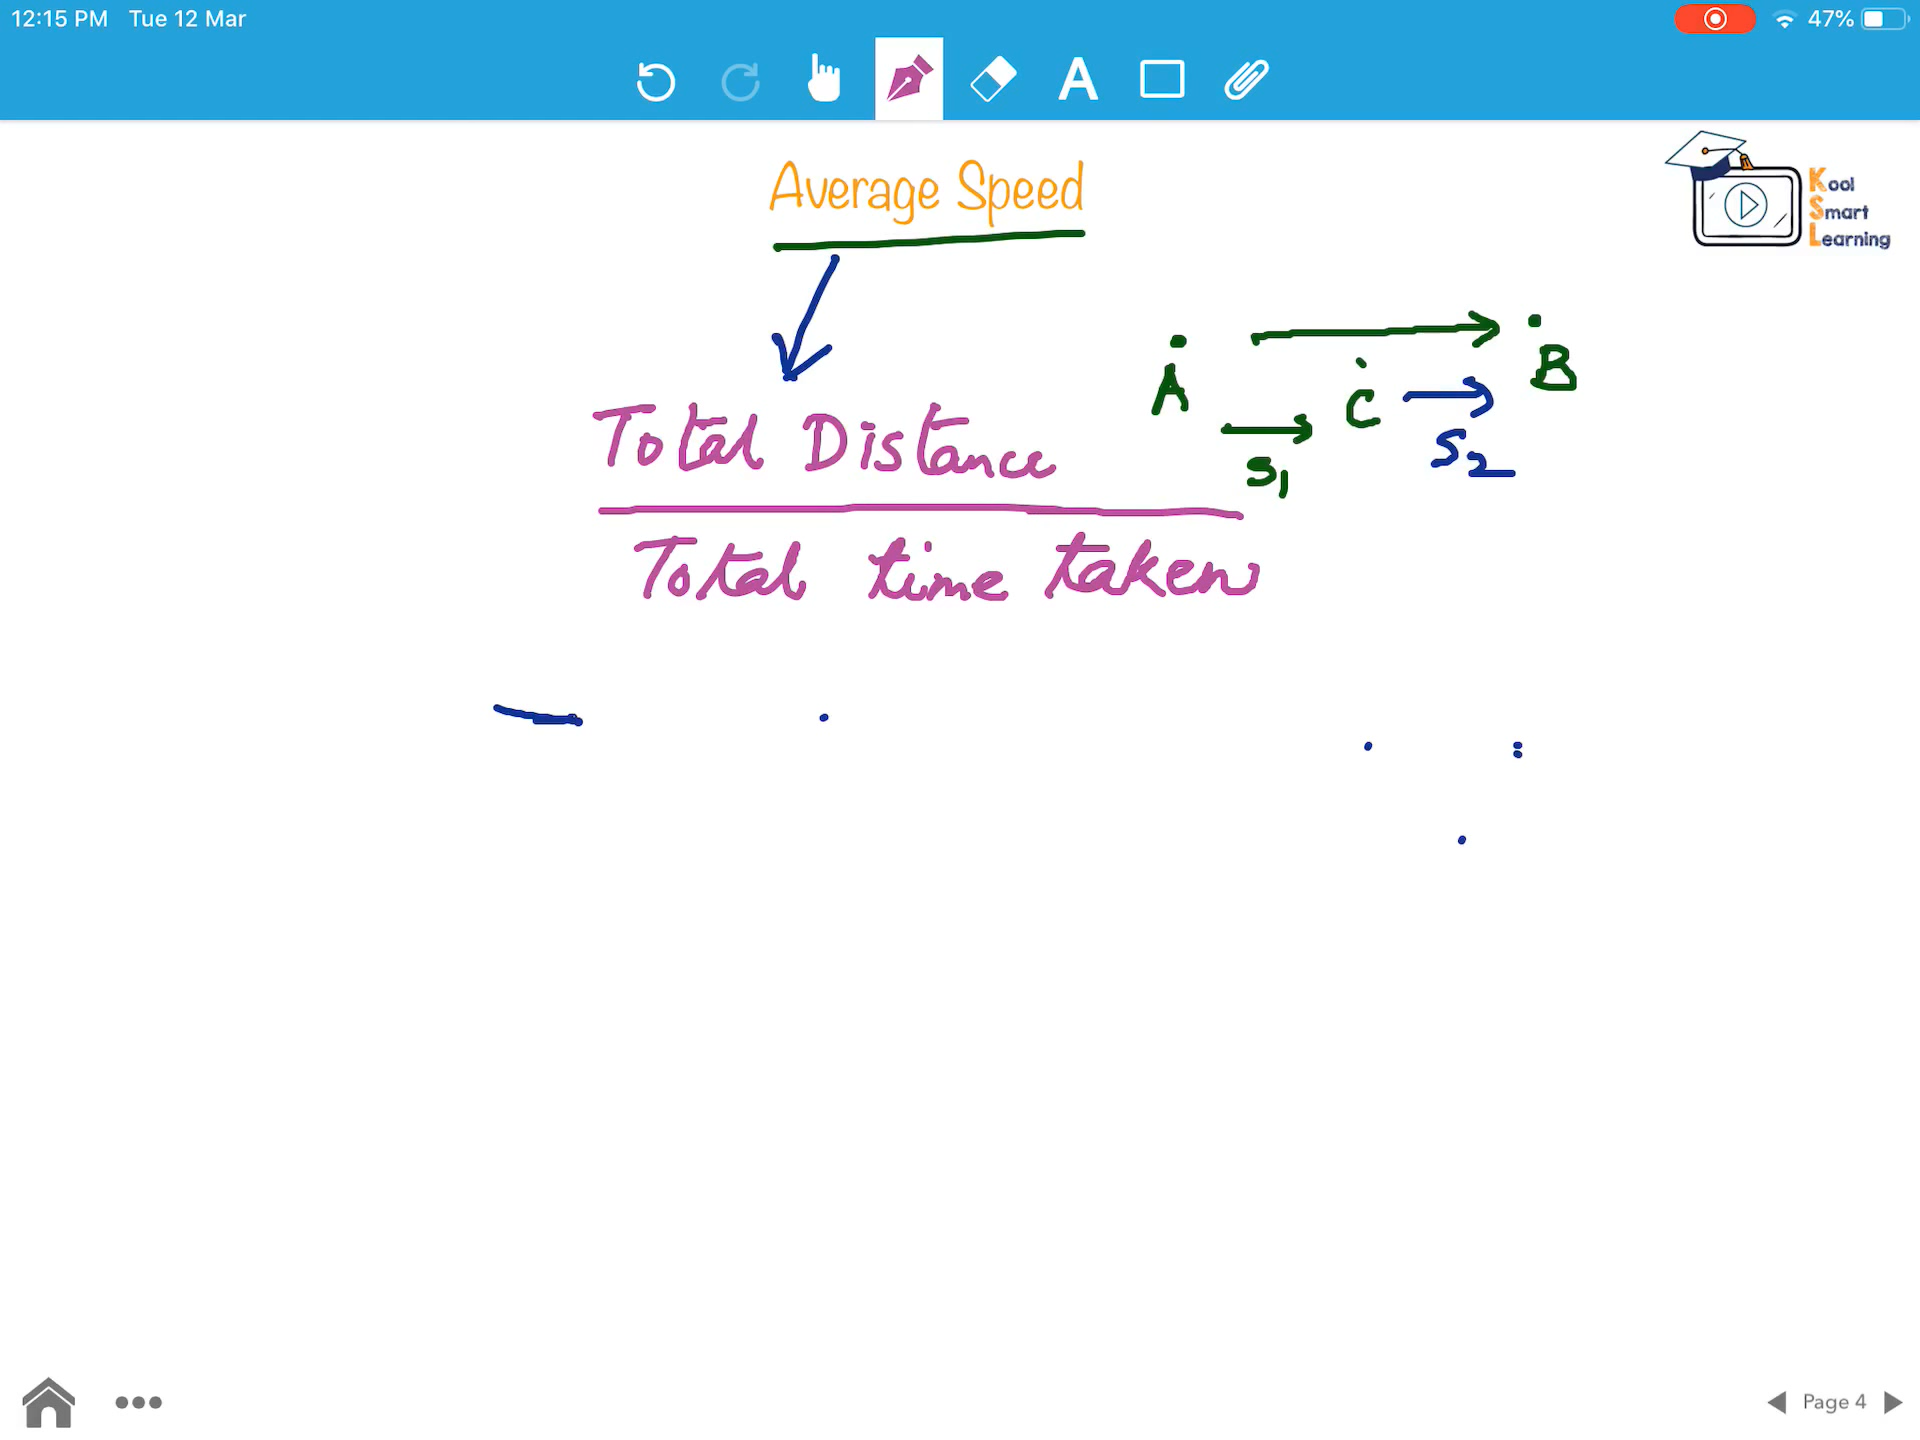 12:15 PM Tue 12 Mar
47%
A
Average Speed
Kool
Smart
Learning
A B
C
S1 S2
Total Distance
Total time taken
Page 4